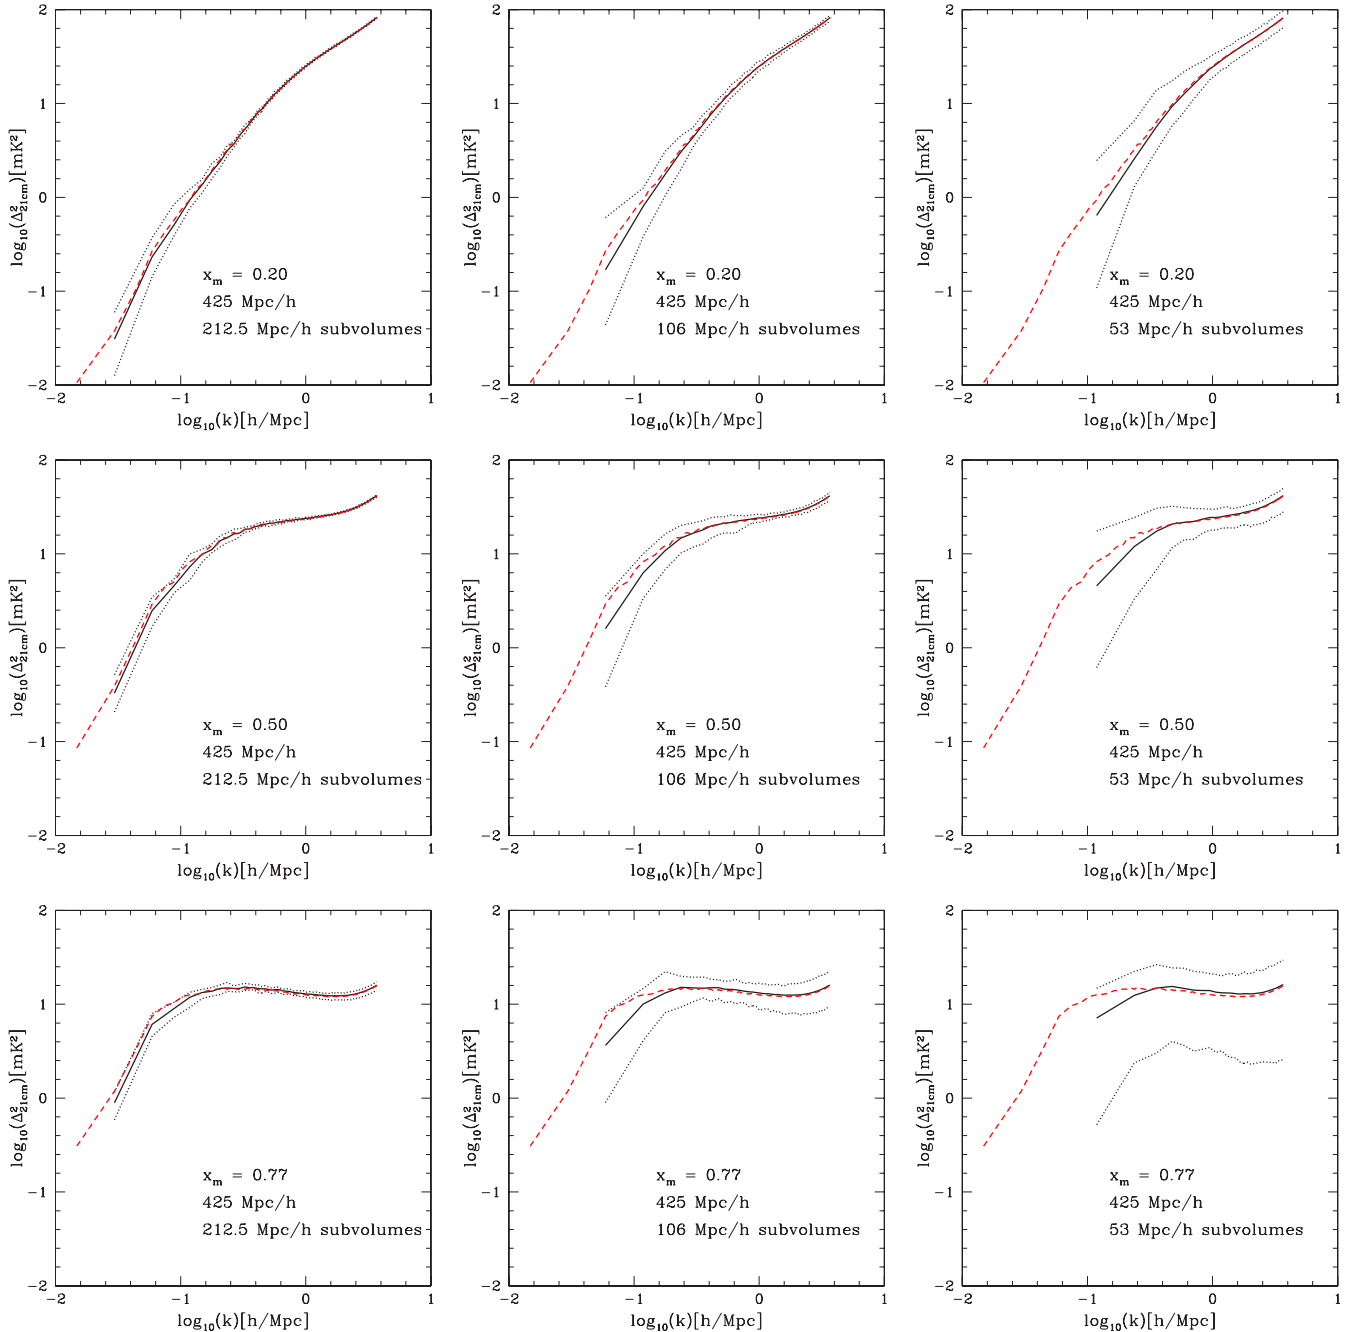 2
1
0
−1
−2
−2 −1 0 1
log₁₀(Δ²₂₁cm)[mK²]
log₁₀(k)[h/Mpc]
xₘ = 0.20
425 Mpc/h
212.5 Mpc/h subvolumes
2
1
0
−1
−2
−2 −1 0 1
log₁₀(Δ²₂₁cm)[mK²]
log₁₀(k)[h/Mpc]
xₘ = 0.20
425 Mpc/h
106 Mpc/h subvolumes
2
1
0
−1
−2
−2 −1 0 1
log₁₀(Δ²₂₁cm)[mK²]
log₁₀(k)[h/Mpc]
xₘ = 0.20
425 Mpc/h
53 Mpc/h subvolumes
2
1
0
−1
−2
−2 −1 0 1
log₁₀(Δ²₂₁cm)[mK²]
log₁₀(k)[h/Mpc]
xₘ = 0.50
425 Mpc/h
212.5 Mpc/h subvolumes
2
1
0
−1
−2
−2 −1 0 1
log₁₀(Δ²₂₁cm)[mK²]
log₁₀(k)[h/Mpc]
xₘ = 0.50
425 Mpc/h
106 Mpc/h subvolumes
2
1
0
−1
−2
−2 −1 0 1
log₁₀(Δ²₂₁cm)[mK²]
log₁₀(k)[h/Mpc]
xₘ = 0.50
425 Mpc/h
53 Mpc/h subvolumes
2
1
0
−1
−2
−2 −1 0 1
log₁₀(Δ²₂₁cm)[mK²]
log₁₀(k)[h/Mpc]
xₘ = 0.77
425 Mpc/h
212.5 Mpc/h subvolumes
2
1
0
−1
−2
−2 −1 0 1
log₁₀(Δ²₂₁cm)[mK²]
log₁₀(k)[h/Mpc]
xₘ = 0.77
425 Mpc/h
106 Mpc/h subvolumes
2
1
0
−1
−2
−2 −1 0 1
log₁₀(Δ²₂₁cm)[mK²]
log₁₀(k)[h/Mpc]
xₘ = 0.77
425 Mpc/h
53 Mpc/h subvolumes